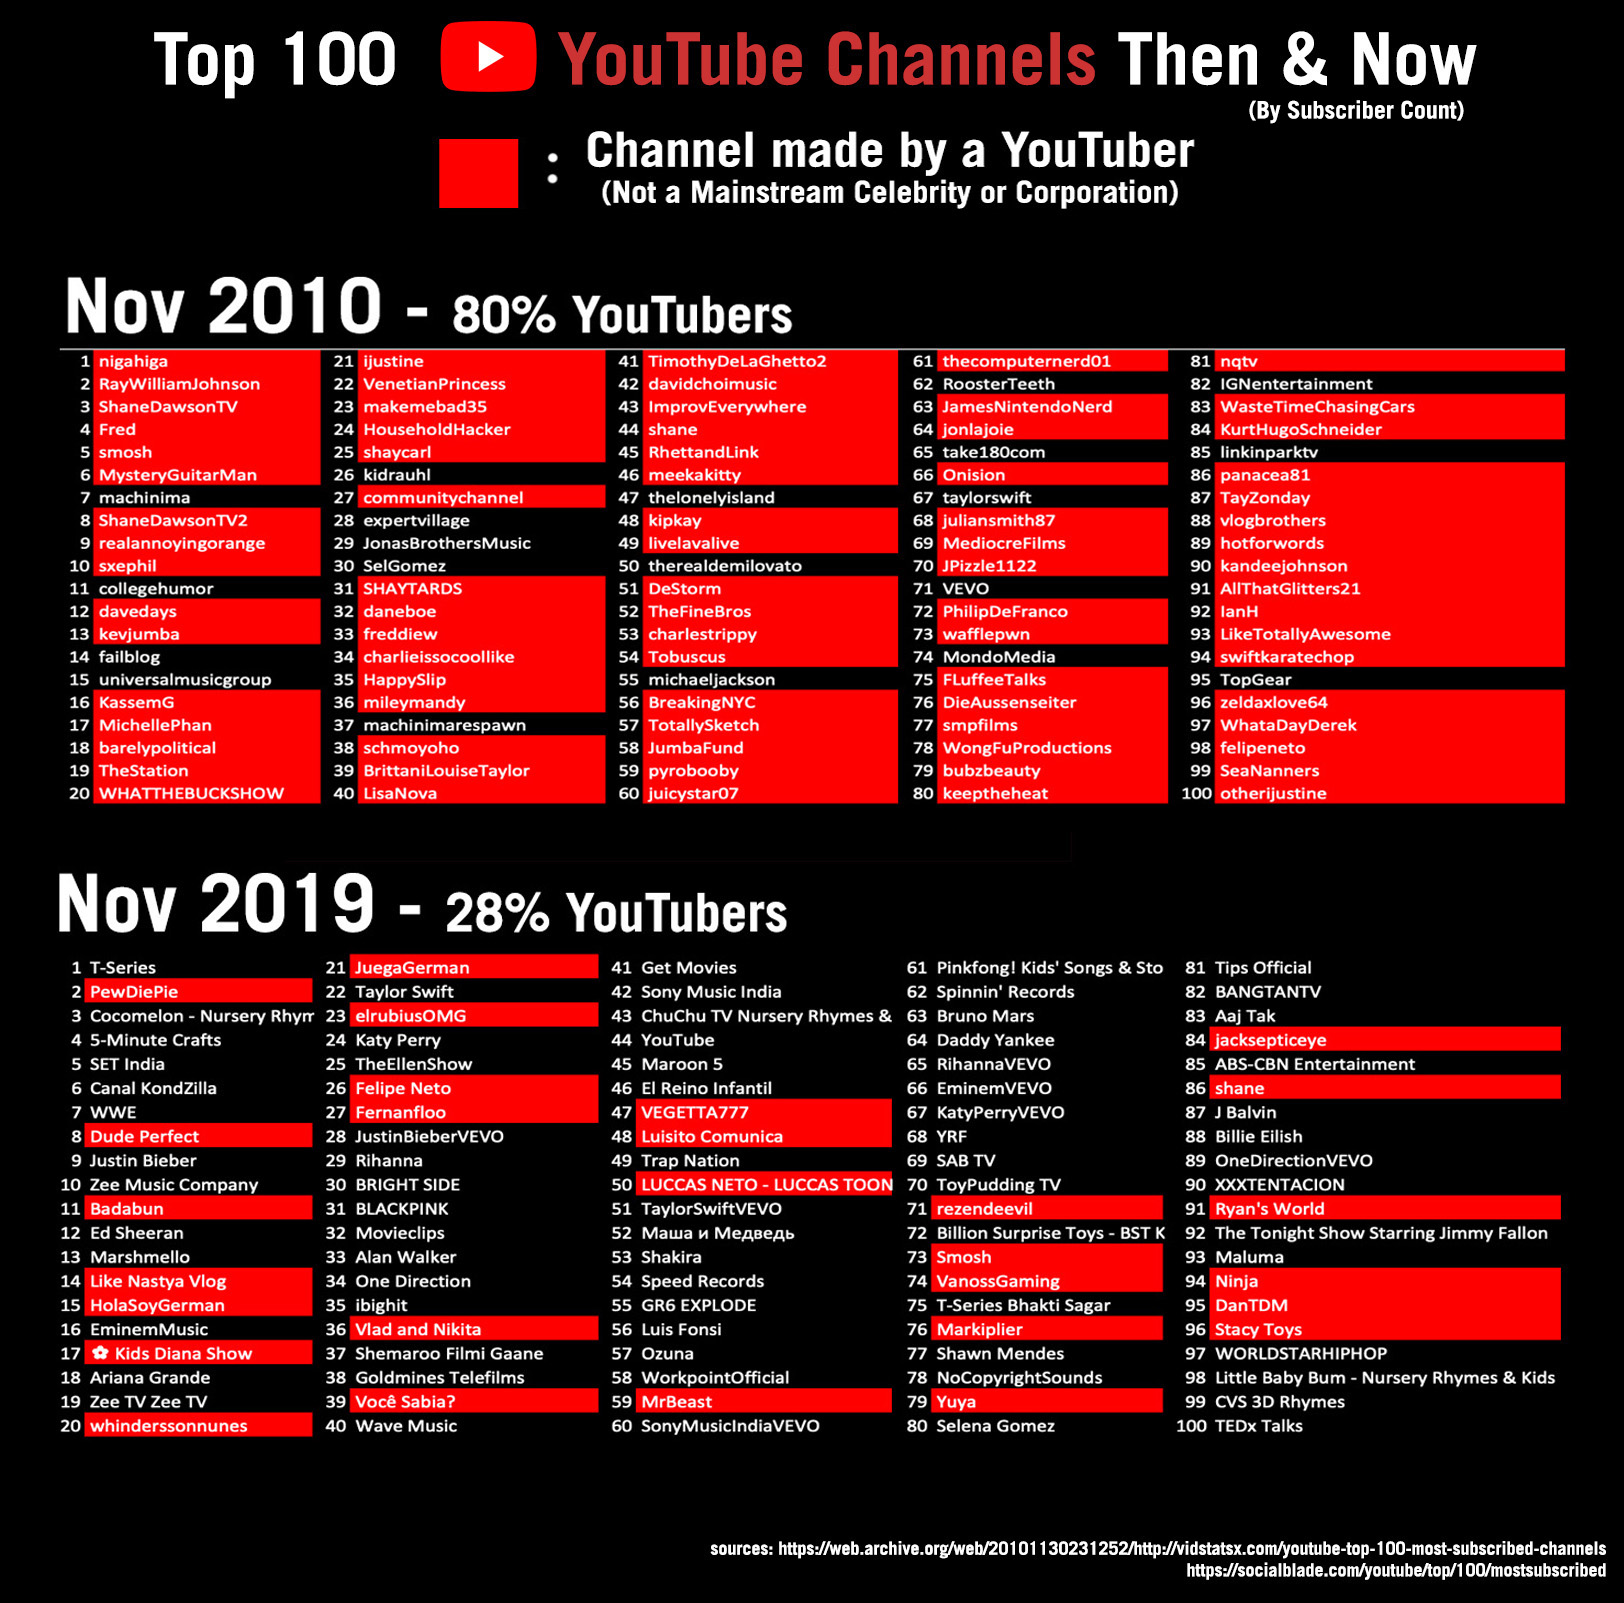 Top 100 YouTube Channels Then & Now
(By Subscriber Count)
: Channel made by a YouTuber
(Not a Mainstream Celebrity or Corporation)
Nov 2010 - 80% YouTubers
1 nigahiga
2 RayWilliamJohnson
3 ShaneDawsonTV
4 Fred
5 smosh
6 MysteryGuitarMan
7 machinima
8 ShaneDawsonTV2
9 realannoyingorange
10 sxephil
11 collegehumor
12 davedays
13 kevjumba
14 failblog
15 universalmusicgroup
16 KassemG
17 MichellePhan
18 barelypolitical
19 TheStation
20 WHATTHEBUCKSHOW
21 ijustine
22 VenetianPrincess
23 makemebad35
24 HouseholdHacker
25 shaycarl
26 kidrauhl
27 communitychannel
28 expertvillage
29 JonasBrothersMusic
30 SelGomez
31 SHAYTARDS
32 daneboe
33 freddiew
34 charlieissocoollike
35 HappySlip
36 mileymandy
37 machinimarespawn
38 schmoyoho
39 BrittaniLouiseTaylor
40 LisaNova
41 TimothyDeLaGhetto2
42 davidchoimusic
43 ImprovEverywhere
44 shane
45 RhettandLink
46 meekakitty
47 thelonelyisland
48 kipkay
49 livelavalive
50 therealdemilovato
51 DeStorm
52 TheFineBros
53 charlestrippy
54 Tobuscus
55 michaeljackson
56 BreakingNYC
57 TotallySketch
58 JumbaFund
59 pyrobooby
60 juicystar07
61 thecomputernerd01
62 RoosterTeeth
63 JamesNintendoNerd
64 jonlajoie
65 take180com
66 Onision
67 taylorswift
68 juliansmith87
69 MediocreFilms
70 JPizzle1122
71 VEVO
72 PhilipDeFranco
73 wafflepwn
74 MondoMedia
75 FLuffeeTalks
76 DieAussenseiter
77 smpfilms
78 WongFuProductions
79 bubzbeauty
80 keeptheheat
81 nqtv
82 IGNentertainment
83 WasteTimeChasingCars
84 KurtHugoSchneider
85 linkinparktv
86 panacea81
87 TayZonday
88 vlogbrothers
89 hotforwords
90 kandeejohnson
91 AllThatGlitters21
92 IanH
93 LikeTotallyAwesome
94 swiftkaratechop
95 TopGear
96 zeldaxlove64
97 WhataDayDerek
98 felipeneto
99 SeaNanners
100 otherijustine
Nov 2019 - 28% YouTubers
1 T-Series
2 PewDiePie
3 Cocomelon - Nursery Rhym
4 5-Minute Crafts
5 SET India
6 Canal KondZilla
7 WWE
8 Dude Perfect
9 Justin Bieber
10 Zee Music Company
11 Badabun
12 Ed Sheeran
13 Marshmello
14 Like Nastya Vlog
15 HolaSoyGerman
16 EminemMusic
17 ✿ Kids Diana Show
18 Ariana Grande
19 Zee TV Zee TV
20 whinderssonnunes
21 JuegaGerman
22 Taylor Swift
23 elrubiusOMG
24 Katy Perry
25 TheEllenShow
26 Felipe Neto
27 Fernanfloo
28 JustinBieberVEVO
29 Rihanna
30 BRIGHT SIDE
31 BLACKPINK
32 Movieclips
33 Alan Walker
34 One Direction
35 ibighit
36 Vlad and Nikita
37 Shemaroo Filmi Gaane
38 Goldmines Telefilms
39 Você Sabia?
40 Wave Music
41 Get Movies
42 Sony Music India
43 ChuChu TV Nursery Rhymes &
44 YouTube
45 Maroon 5
46 El Reino Infantil
47 VEGETTA777
48 Luisito Comunica
49 Trap Nation
50 LUCCAS NETO - LUCCAS TOON
51 TaylorSwiftVEVO
52 Маша и Медведь
53 Shakira
54 Speed Records
55 GR6 EXPLODE
56 Luis Fonsi
57 Ozuna
58 WorkpointOfficial
59 MrBeast
60 SonyMusicIndiaVEVO
61 Pinkfong! Kids' Songs & Sto
62 Spinnin' Records
63 Bruno Mars
64 Daddy Yankee
65 RihannaVEVO
66 EminemVEVO
67 KatyPerryVEVO
68 YRF
69 SAB TV
70 ToyPudding TV
71 rezendeevil
72 Billion Surprise Toys - BST K
73 Smosh
74 VanossGaming
75 T-Series Bhakti Sagar
76 Markiplier
77 Shawn Mendes
78 NoCopyrightSounds
79 Yuya
80 Selena Gomez
81 Tips Official
82 BANGTANTV
83 Aaj Tak
84 jacksepticeye
85 ABS-CBN Entertainment
86 shane
87 J Balvin
88 Billie Eilish
89 OneDirectionVEVO
90 XXXTENTACION
91 Ryan's World
92 The Tonight Show Starring Jimmy Fallon
93 Maluma
94 Ninja
95 DanTDM
96 Stacy Toys
97 WORLDSTARHIPHOP
98 Little Baby Bum - Nursery Rhymes & Kids
99 CVS 3D Rhymes
100 TEDx Talks
sources: https://web.archive.org/web/20101130231252/http://vidstatsx.com/youtube-top-100-most-subscribed-channels
https://socialblade.com/youtube/top/100/mostsubscribed